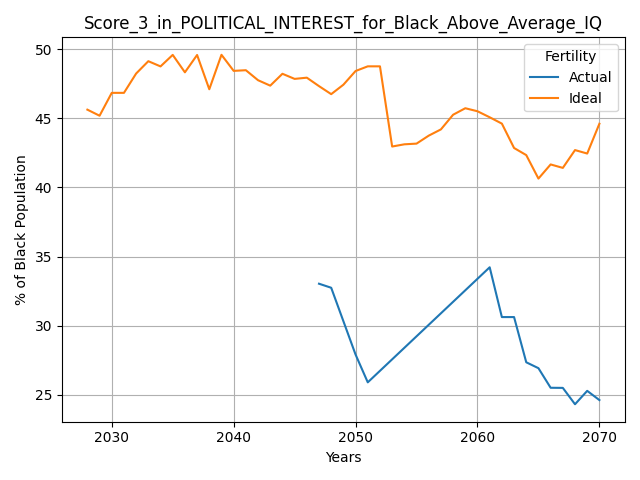 Score_3_in_POLITICAL_INTEREST_for_Black_Above_Average_IQ
50
45
40
35
30
25
% of Black Population
Fertility
Actual
Ideal
2030 2040 2050 2060 2070
Years